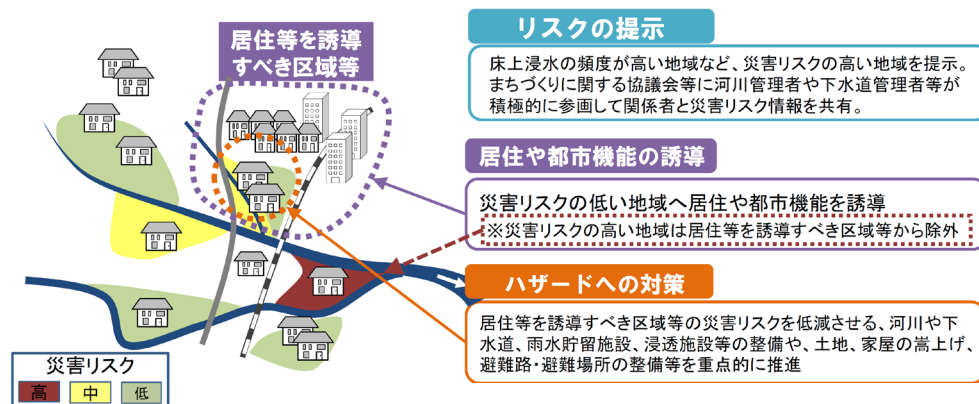 居住等を誘導
すべき区域等
災害リスク
高 中 低
リスクの提示
床上浸水の頻度が高い地域など、災害リスクの高い地域を提示。
まちづくりに関する協議会等に河川管理者や下水道管理者等が
積極的に参画して関係者と災害リスク情報を共有。
居住や都市機能の誘導
災害リスクの低い地域へ居住や都市機能を誘導
※災害リスクの高い地域は居住等を誘導すべき区域等から除外
ハザードへの対策
居住等を誘導すべき区域等の災害リスクを低減させる、河川や下
水道、雨水貯留施設、浸透施設等の整備や、土地、家屋の嵩上げ、
避難路・避難場所の整備等を重点的に推進